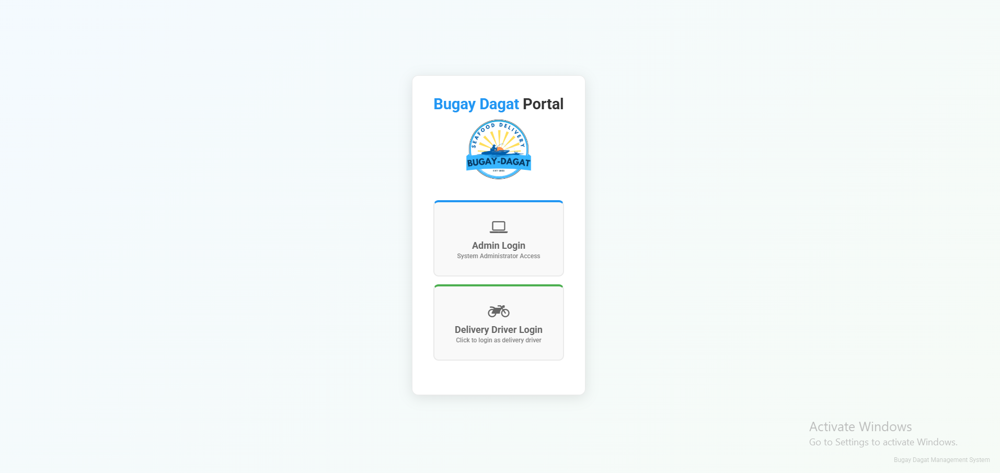 Bugay Dagat Portal
SEAFOOD DELIVERY
BUGAY-DAGAT
Admin Login
System Administrator Access
Delivery Driver Login
Click to login as delivery driver
Activate Windows
Go to Settings to activate Windows.
Bugay Dagat Management System